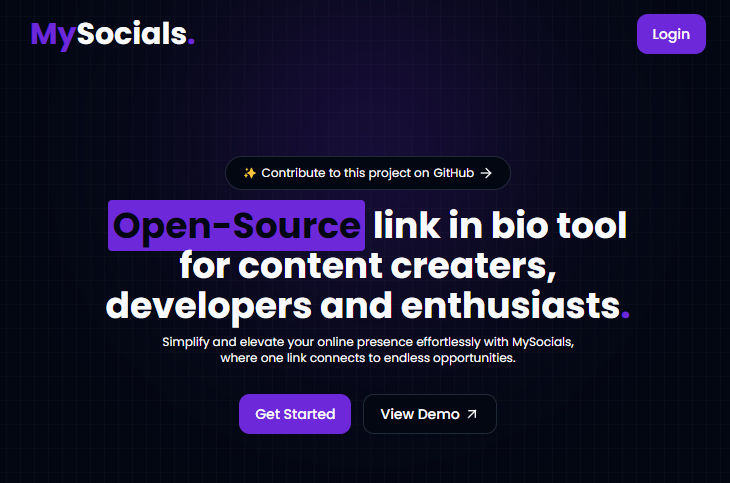 MySocials.
Login
✨ Contribute to this project on GitHub →
Open-Source link in bio tool
for content creaters,
developers and enthusiasts.
Simplify and elevate your online presence effortlessly with MySocials,
where one link connects to endless opportunities.
Get Started
View Demo ↗